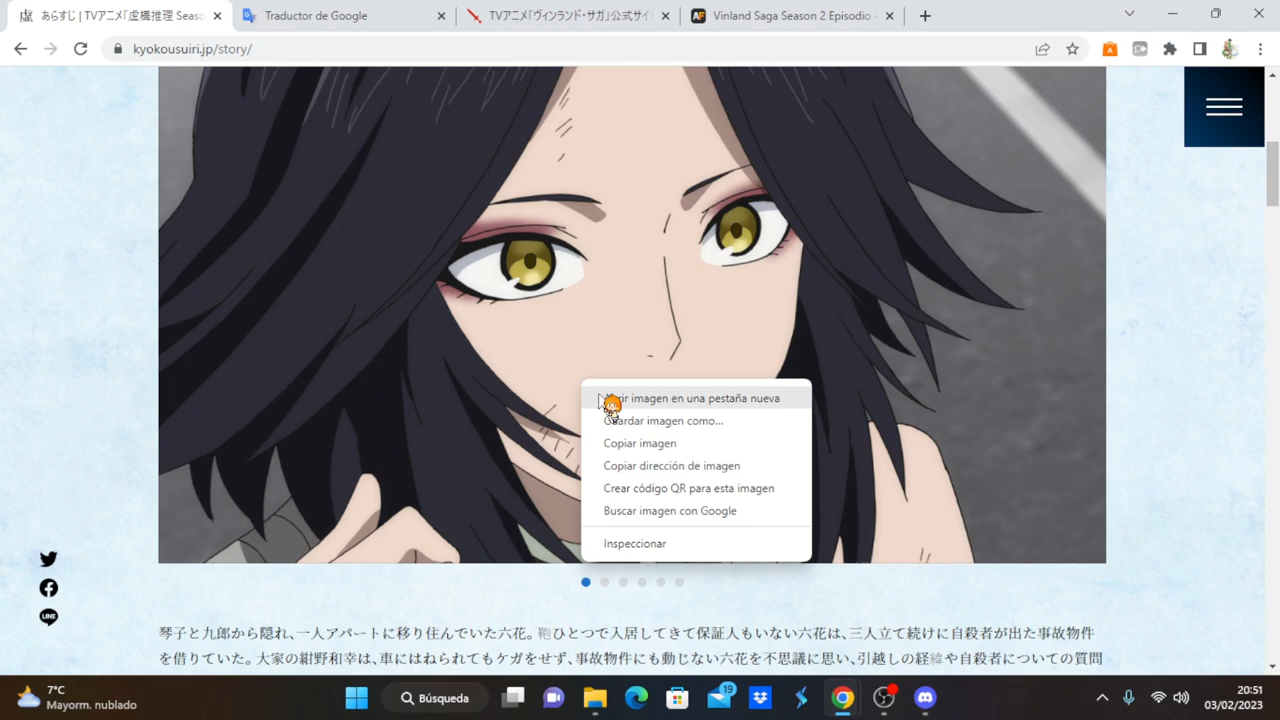 あらすじ | TVアニメ「虚構推理 Seaso
Traductor de Google
TVアニメ「ヴィンランド・サガ」公式サイ
Vinland Saga Season 2 Episodio
kyokousuiri.jp/story/
imagen en una pestaña nueva
Guardar imagen como...
Copiar imagen
Copiar dirección de imagen
Crear código QR para esta imagen
Buscar imagen con Google
Inspeccionar
LINE
琴子と九郎から隠れ、一人アパートに移り住んでいた六花。鞄ひとつで入居してきて保証人もいない六花は、三人立て続けに自殺者が出た事故物件
を借りていた。大家の紺野和幸は、車にはねられてもケガをせず、事故物件にも動じない六花を不思議に思い、引越しの経緯や自殺者についての質問
7°C
Mayorm. nublado
Búsqueda
19
20:51
03/02/2023